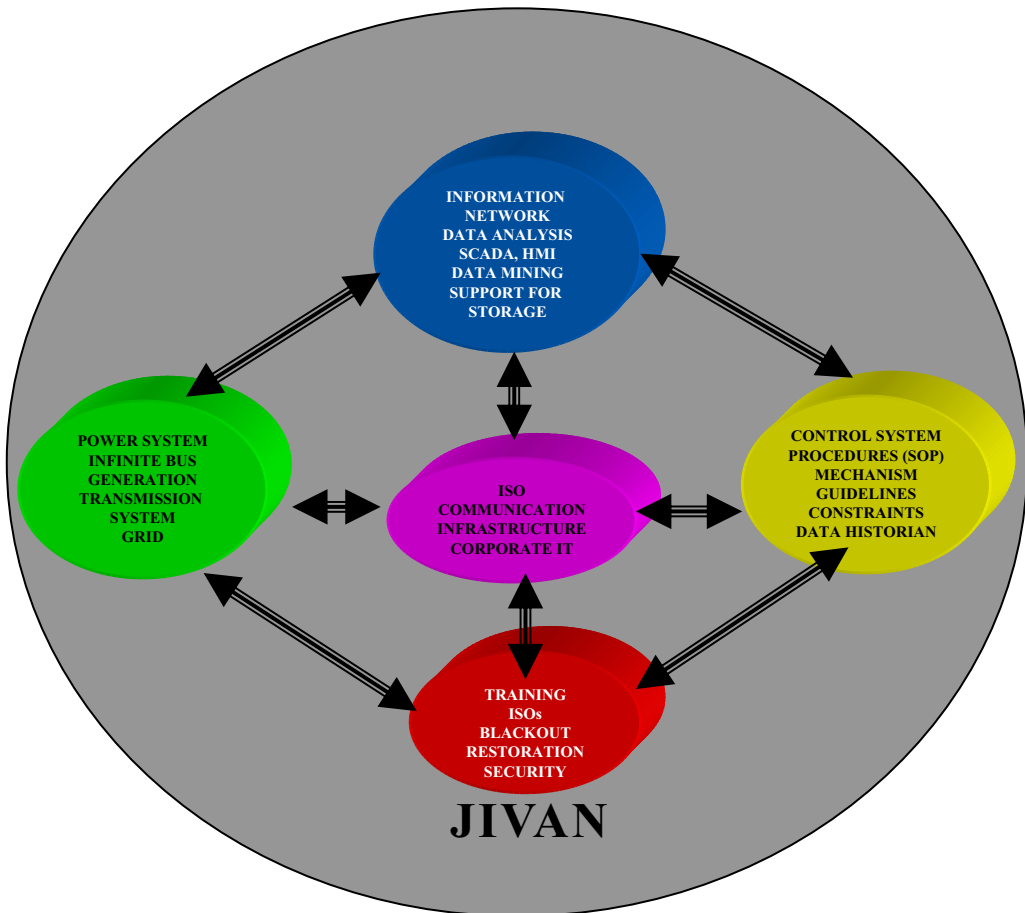 INFORMATION
NETWORK
DATA ANALYSIS
SCADA, HMI
DATA MINING
SUPPORT FOR
STORAGE
POWER SYSTEM
INFINITE BUS
GENERATION
TRANSMISSION
SYSTEM
GRID
ISO
COMMUNICATION
INFRASTRUCTURE
CORPORATE IT
CONTROL SYSTEM
PROCEDURES (SOP)
MECHANISM
GUIDELINES
CONSTRAINTS
DATA HISTORIAN
TRAINING
ISOs
BLACKOUT
RESTORATION
SECURITY
JIVAN